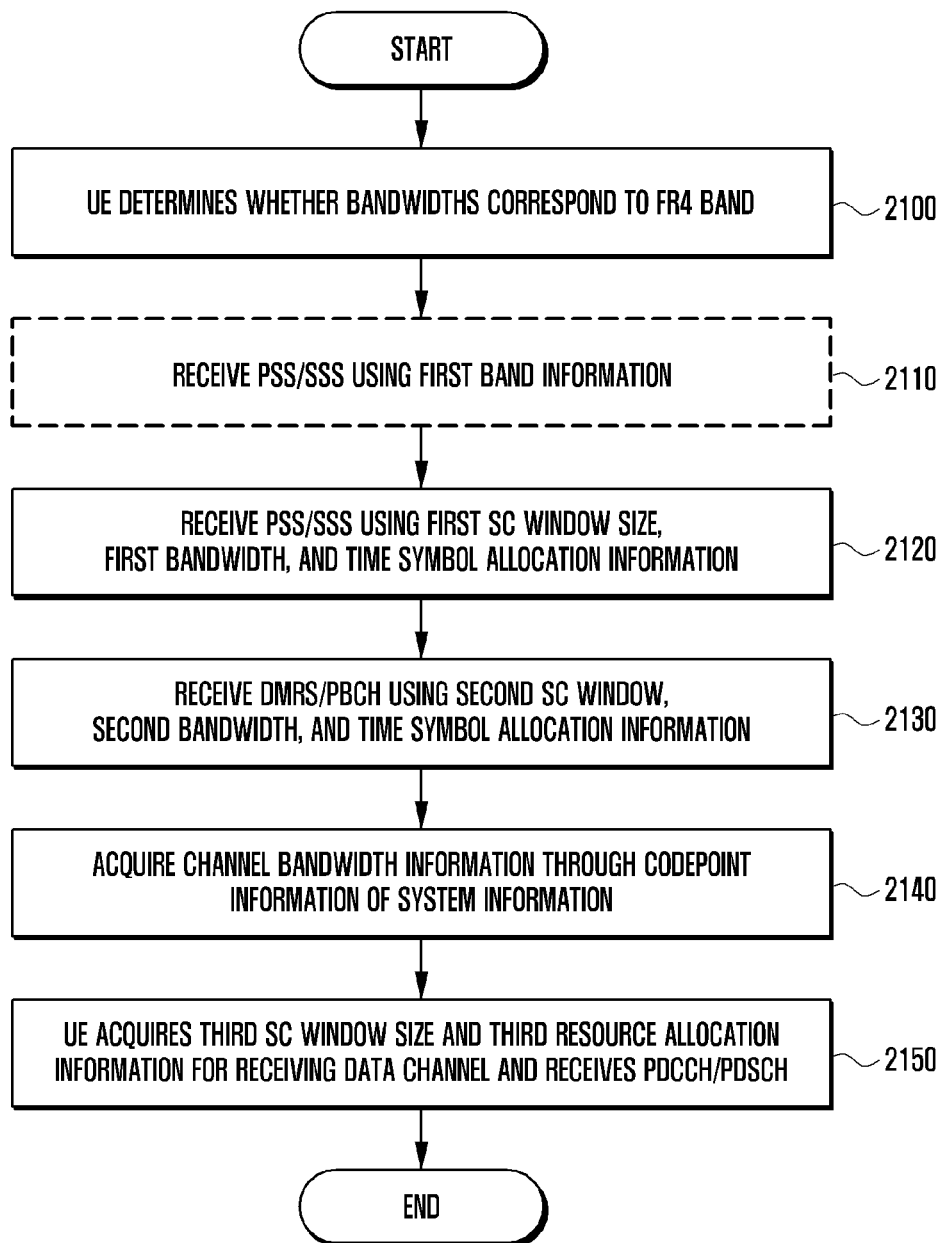 START
UE DETERMINES WHETHER BANDWIDTHS CORRESPOND TO FR4 BAND
2100
RECEIVE PSS/SSS USING FIRST BAND INFORMATION
2110
RECEIVE PSS/SSS USING FIRST SC WINDOW SIZE,
FIRST BANDWIDTH, AND TIME SYMBOL ALLOCATION INFORMATION
2120
RECEIVE DMRS/PBCH USING SECOND SC WINDOW,
SECOND BANDWIDTH, AND TIME SYMBOL ALLOCATION INFORMATION
2130
ACQUIRE CHANNEL BANDWIDTH INFORMATION THROUGH CODEPOINT
INFORMATION OF SYSTEM INFORMATION
2140
UE ACQUIRES THIRD SC WINDOW SIZE AND THIRD RESOURCE ALLOCATION
INFORMATION FOR RECEIVING DATA CHANNEL AND RECEIVES PDCCH/PDSCH
2150
END